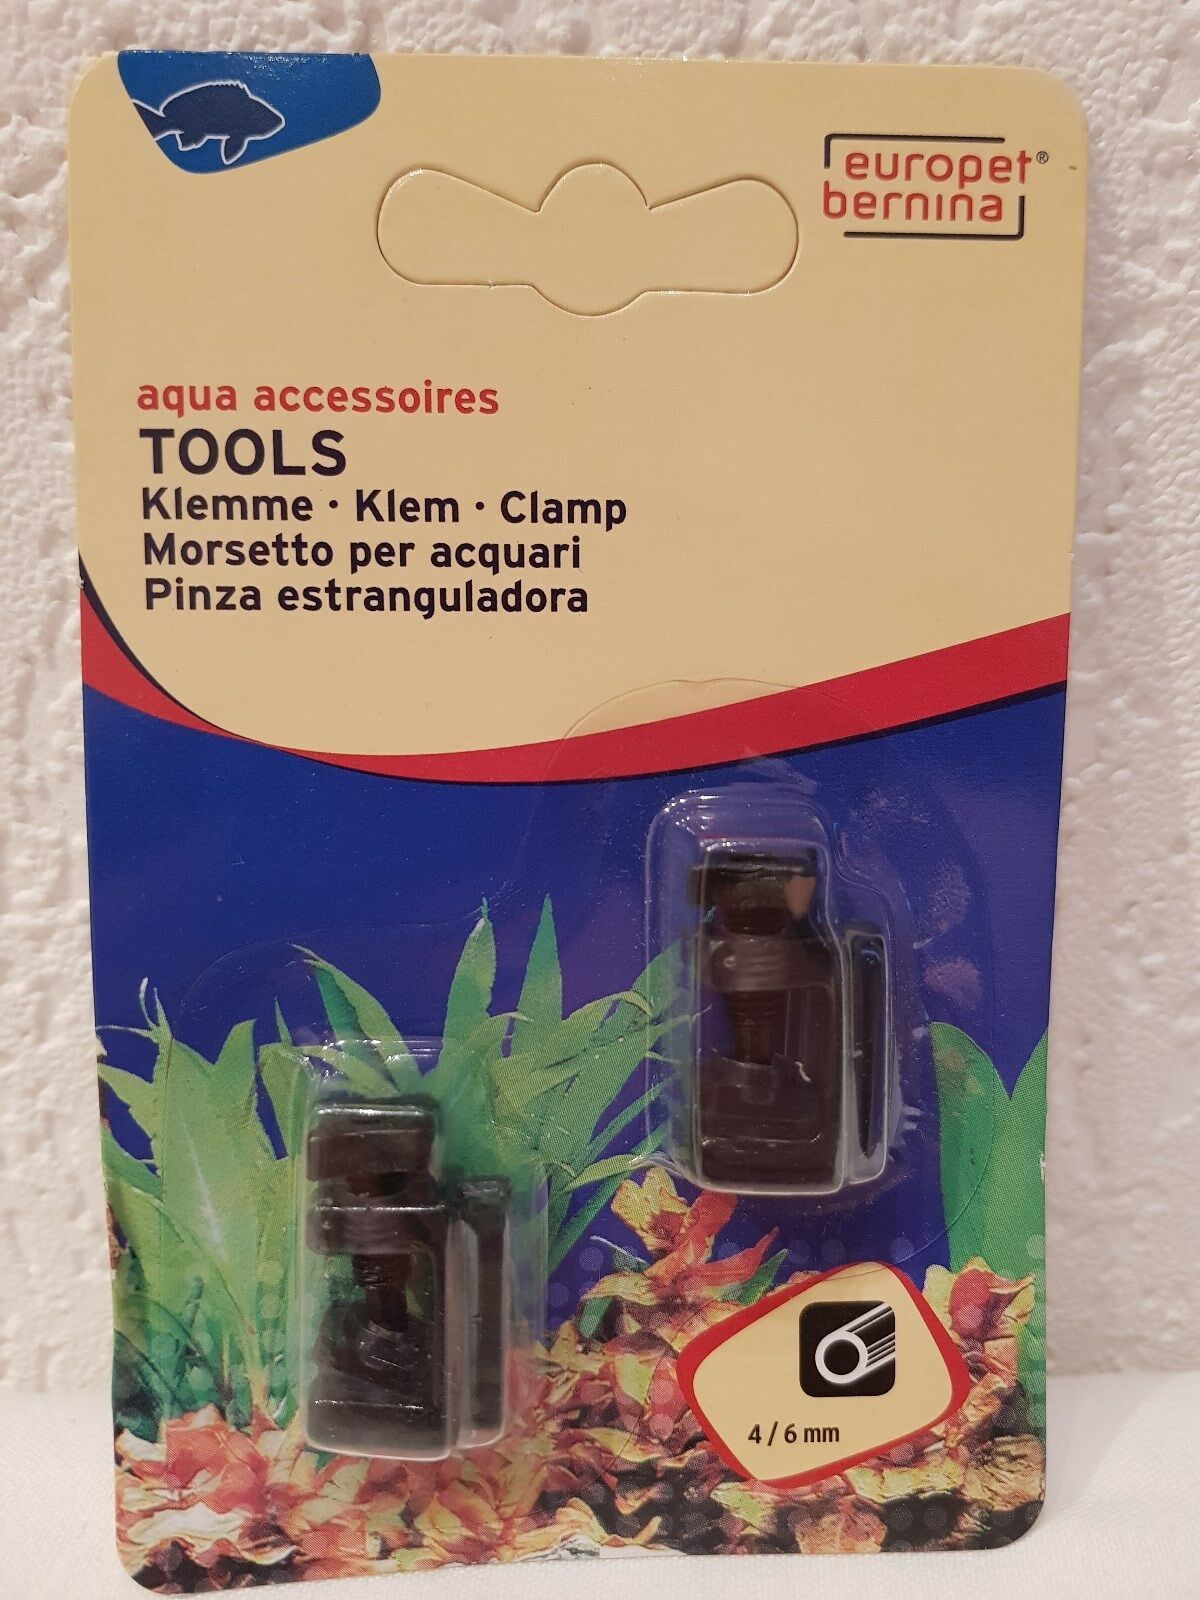 europet®
bernina
aqua accessoires
TOOLS
Klemme · Klem · Clamp
Morsetto per acquari
Pinza estranguladora
4 / 6 mm